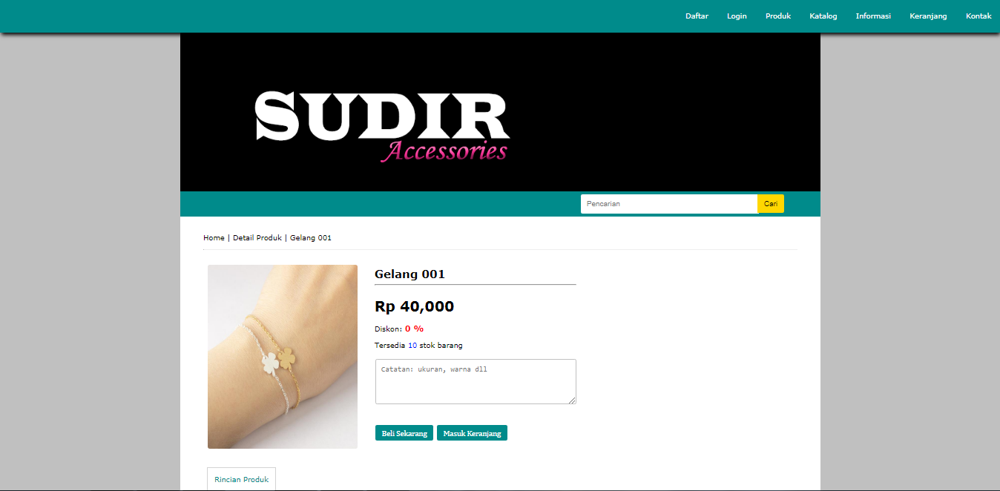 Daftar Login Produk Katalog Informasi Keranjang Kontak
SUDIR
Accessories
Pencarian Cari
Home | Detail Produk | Gelang 001
Gelang 001
Rp 40,000
Diskon: 0 %
Tersedia 10 stok barang
Catatan: ukuran, warna dll
Beli Sekarang Masuk Keranjang
Rincian Produk